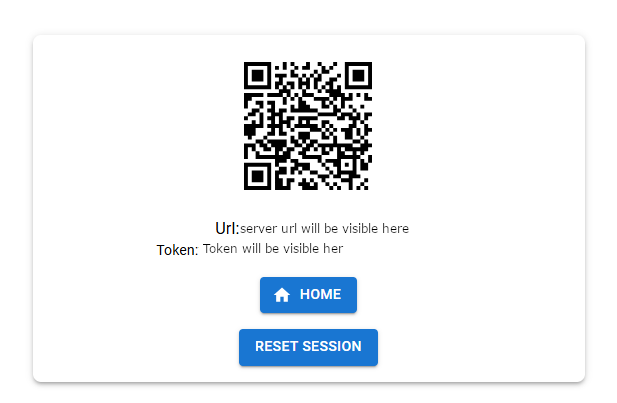 Url:server url will be visible here
Token: Token will be visible her
HOME
RESET SESSION